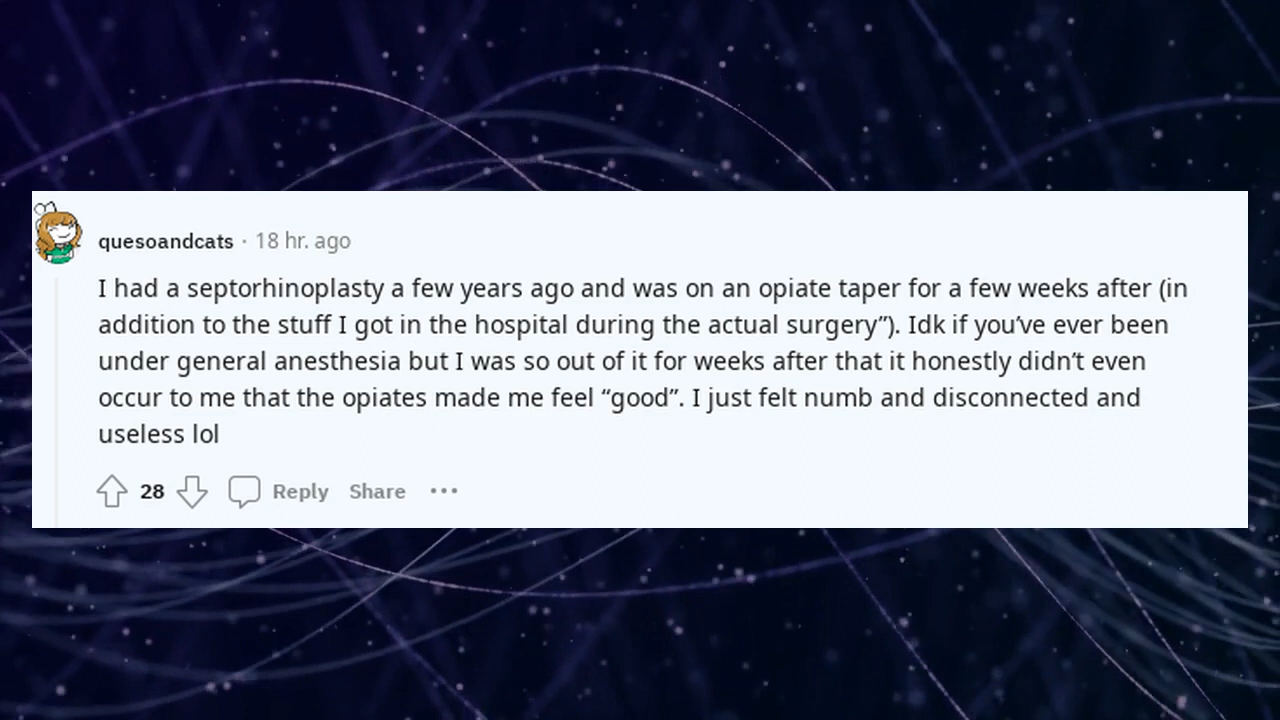 quesoandcats · 18 hr. ago
I had a septorhinoplasty a few years ago and was on an opiate taper for a few weeks after (in
addition to the stuff I got in the hospital during the actual surgery”). Idk if you’ve ever been
under general anesthesia but I was so out of it for weeks after that it honestly didn’t even
occur to me that the opiates made me feel “good”. I just felt numb and disconnected and
useless lol
28 Reply Share ···